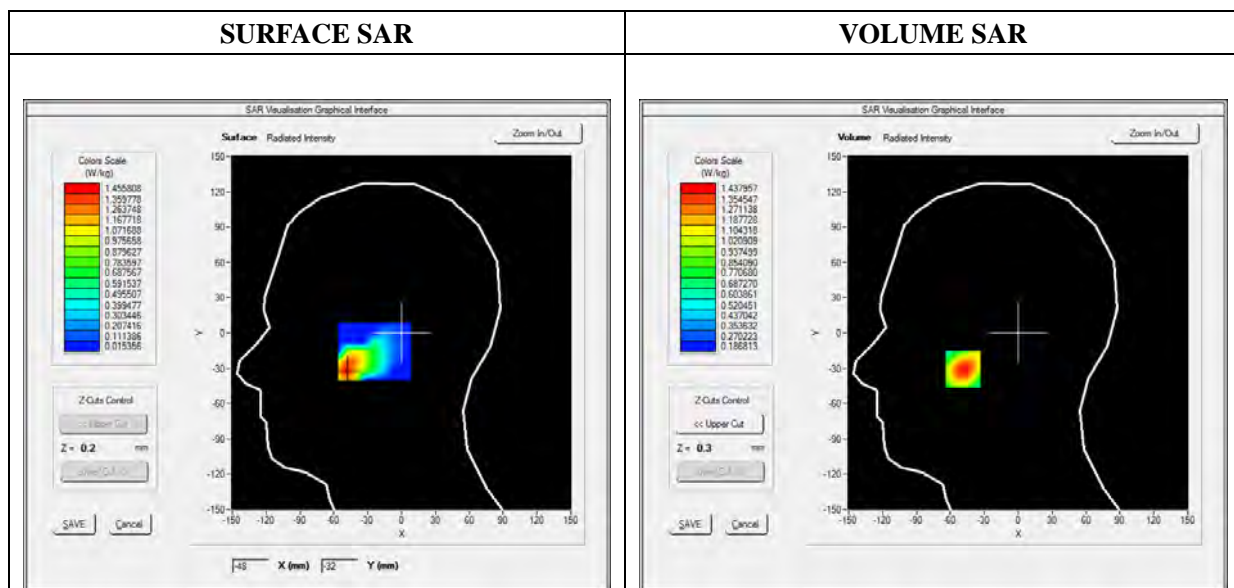 SURFACE SAR
VOLUME SAR
SAR Visualisation Graphical Interface
Surface Radiated Intensity
Zoom In/Out
Colors Scale
(W/kg)
1.455808
1.359778
1.263748
1.167718
1.071688
0.975658
0.879627
0.783597
0.687567
0.591537
0.495507
0.399477
0.303446
0.207416
0.111386
0.015356
150
120
90
60
30
0
-30
-60
-90
-120
-150
Y
-150 -120 -90 -60 -30 0 30 60 90 120 150
X
Z-Cuts Control
<< Upper Cut
Z = 0.2 mm
SAVE Cancel
-48 X (mm) -32 Y (mm)
SAR Visualisation Graphical Interface
Volume Radiated Intensity
Zoom In/Out
Colors Scale
(W/kg)
1.437957
1.354547
1.271138
1.187728
1.104318
1.020909
0.937499
0.854090
0.770680
0.687270
0.603861
0.520451
0.437042
0.353632
0.270223
0.186813
150
120
90
60
30
0
-30
-60
-90
-120
-150
Y
-150 -120 -90 -60 -30 0 30 60 90 120 150
X
Z-Cuts Control
<< Upper Cut
Z = 0.3 mm
SAVE Cancel